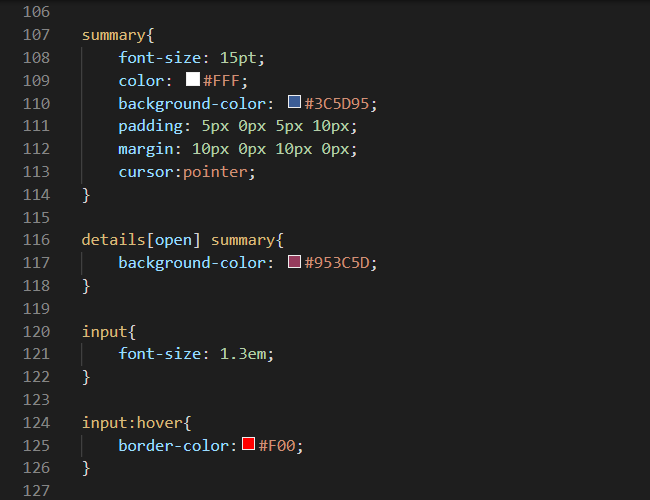 106
107 summary{
108 font-size: 15pt;
109 color: #FFF;
110 background-color: #3C5D95;
111 padding: 5px 0px 5px 10px;
112 margin: 10px 0px 10px 0px;
113 cursor:pointer;
114 }
115
116 details[open] summary{
117 background-color: #953C5D;
118 }
119
120 input{
121 font-size: 1.3em;
122 }
123
124 input:hover{
125 border-color: #F00;
126 }
127